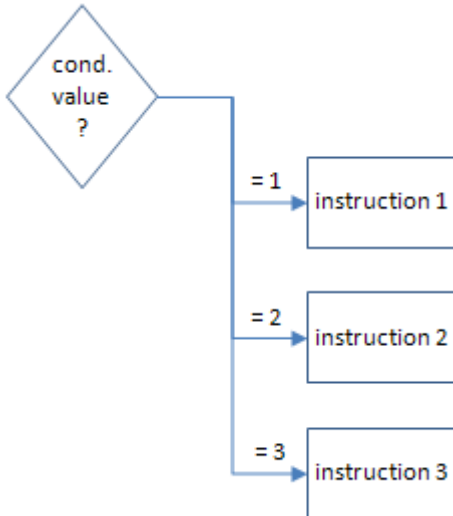 cond.
value
?
= 1
instruction 1
= 2
instruction 2
= 3
instruction 3